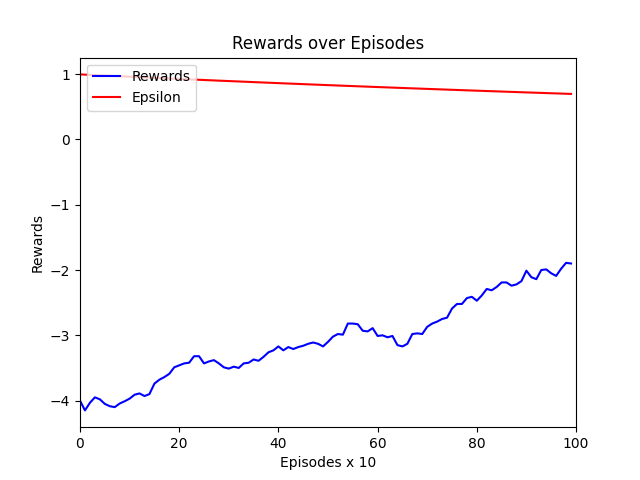 Rewards over Episodes
Rewards
Epsilon
1
0
−1
−2
−3
−4
Rewards
0 20 40 60 80 100
Episodes x 10